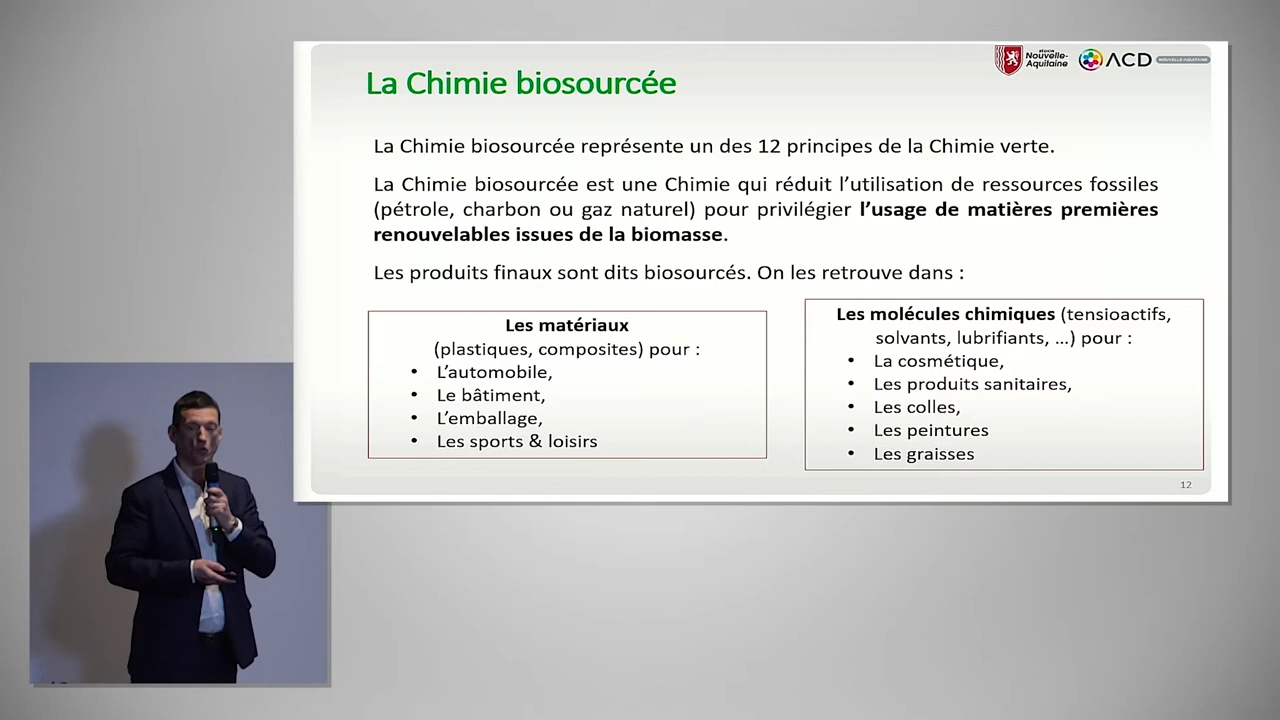 RÉGION
Nouvelle-
Aquitaine
ACD
NOUVELLE-AQUITAINE
La Chimie biosourcée
La Chimie biosourcée représente un des 12 principes de la Chimie verte.
La Chimie biosourcée est une Chimie qui réduit l’utilisation de ressources fossiles
(pétrole, charbon ou gaz naturel) pour privilégier l’usage de matières premières
renouvelables issues de la biomasse.
Les produits finaux sont dits biosourcés. On les retrouve dans :
Les matériaux
(plastiques, composites) pour :
• L’automobile,
• Le bâtiment,
• L’emballage,
• Les sports & loisirs
Les molécules chimiques (tensioactifs,
solvants, lubrifiants, …) pour :
• La cosmétique,
• Les produits sanitaires,
• Les colles,
• Les peintures
• Les graisses
12